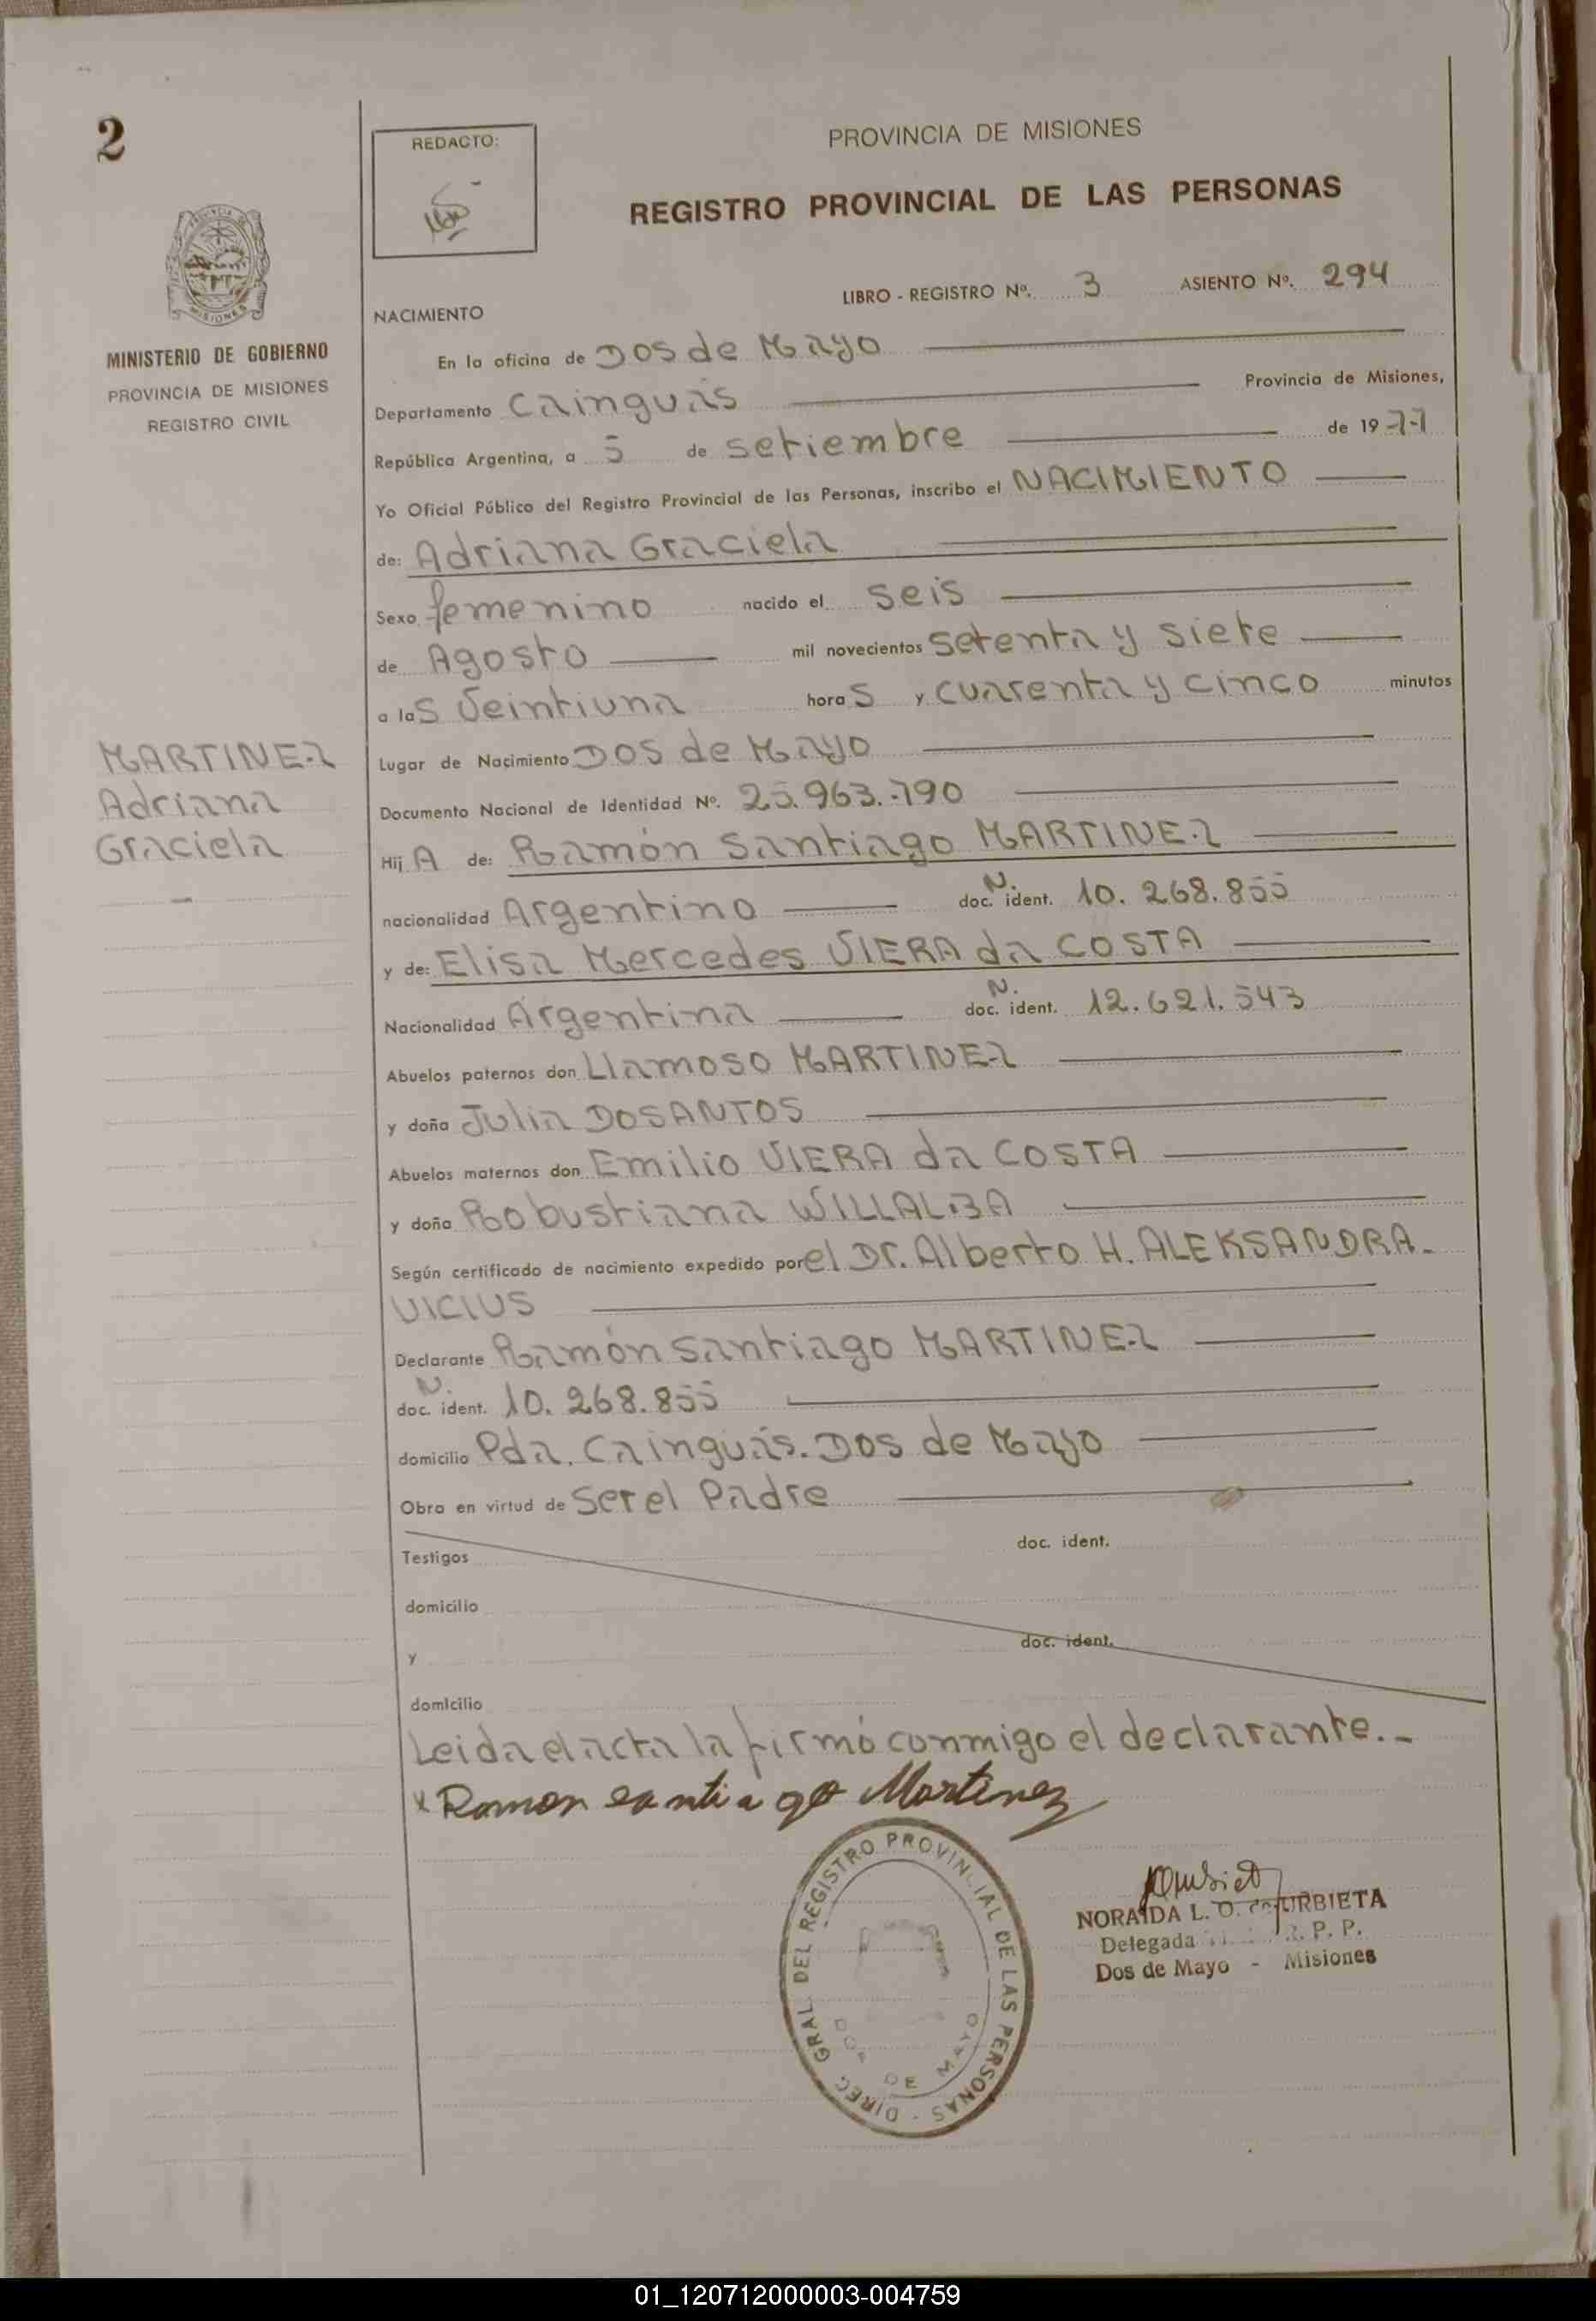 2
REDACTO:
PROVINCIA DE MISIONES
REGISTRO PROVINCIAL DE LAS PERSONAS
MINISTERIO DE GOBIERNO
PROVINCIA DE MISIONES
REGISTRO CIVIL
LIBRO - REGISTRO Nº. 3 ASIENTO Nº. 294
NACIMIENTO
En la oficina de Dos de Mayo
Departamento Cainguás Provincia de Misiones,
República Argentina, a 5 de setiembre de 1977
Yo Oficial Público del Registro Provincial de las Personas, inscribo el NACIMIENTO
de: Adriana Graciela
Sexo femenino nacido el seis
de Agosto mil novecientos setenta y siete
a las Veintiuna horas y cuarenta y cinco minutos
MARTINEZ
Adriana
Graciela
Lugar de Nacimiento Dos de Mayo
Documento Nacional de Identidad Nº. 25.963.790
Hij A de: Ramón Santiago MARTINEZ
nacionalidad Argentino doc. N. ident. 10.268.855
y de: Elisa Mercedes VIERA da COSTA
Nacionalidad Argentina doc. N. ident. 12.621.543
Abuelos paternos don Llamoso MARTINEZ
y doña Julia DOSANTOS
Abuelos maternos don Emilio VIERA da COSTA
y doña Robustiana WILLALBA
Según certificado de nacimiento expedido por el Dr. Alberto H. ALEKSANDRA-
VICIUS
Declarante Ramón Santiago MARTINEZ
doc. N. ident. 10.268.855
domicilio Pda. Cainguás. Dos de Mayo
Obra en virtud de Ser el Padre
Testigos doc. ident.
domicilio
y doc. ident.
domicilio
Leida el acta la firmó conmigo el declarante.-
x Ramon santiago Martinez
DIREC. GRAL. DEL REGISTRO PROVINCIAL DE LAS PERSONAS -
DOS DE MAYO
NORAIDA L. O. de URBIETA
Delegada R. P. P.
Dos de Mayo - Misiones
01_120712000003-004759